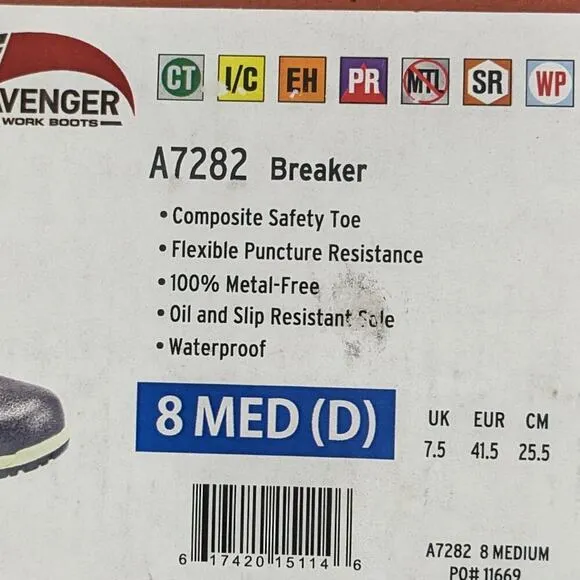 CT I/C EH PR MTL SR WP
VENGER
WORK BOOTS
A7282 Breaker
• Composite Safety Toe
• Flexible Puncture Resistance
• 100% Metal-Free
• Oil and Slip Resistant Sole
• Waterproof
8 MED (D)
UK EUR CM
7.5 41.5 25.5
6 17420 15114 6
A7282 8 MEDIUM
PO# 11669